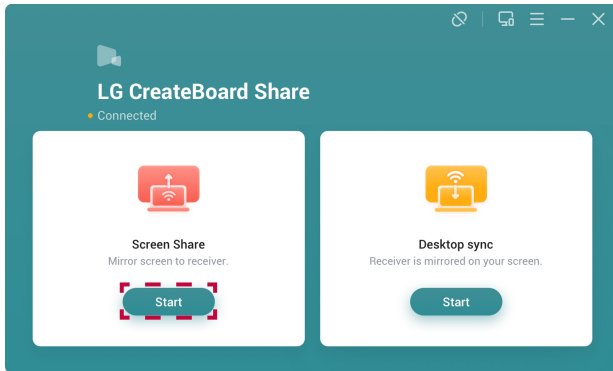 LG CreateBoard Share
Connected
Screen Share
Mirror screen to receiver.
Start
Desktop sync
Receiver is mirrored on your screen.
Start